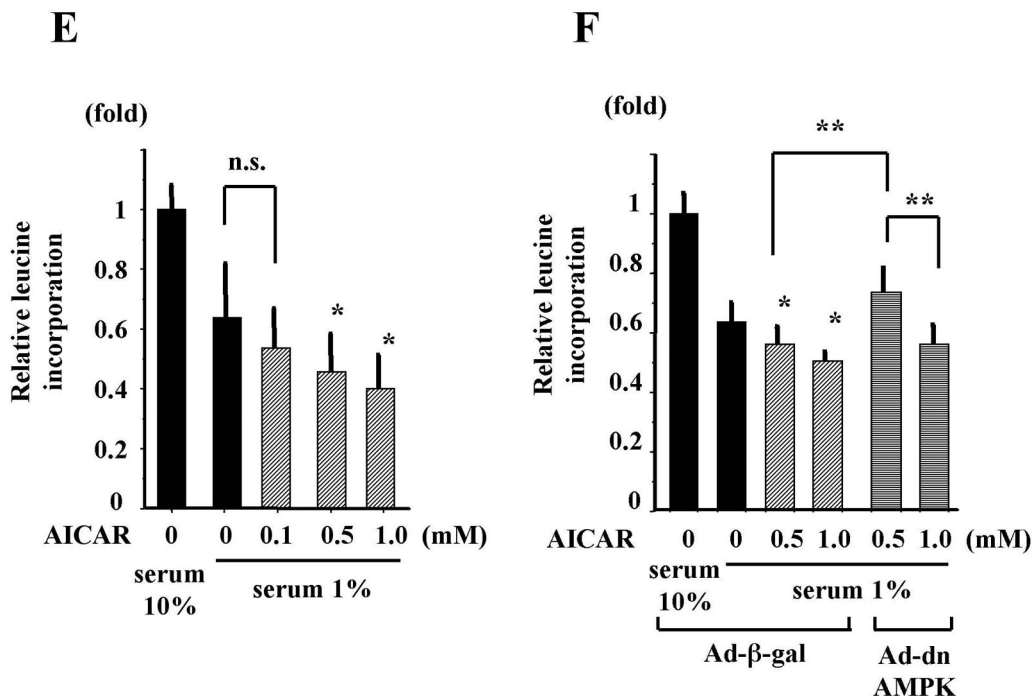 E
(fold)
n.s.
*
*
1
0.8
0.6
0.4
0.2
0
Relative leucine
incorporation
AICAR 0 0 0.1 0.5 1.0 (mM)
serum
10%
serum 1%
F
(fold)
**
**
*
*
1
0.8
0.6
0.4
0.2
0
Relative leucine
incorporation
AICAR 0 0 0.5 1.0 0.5 1.0 (mM)
serum
10%
serum 1%
Ad-β-gal
Ad-dn
AMPK